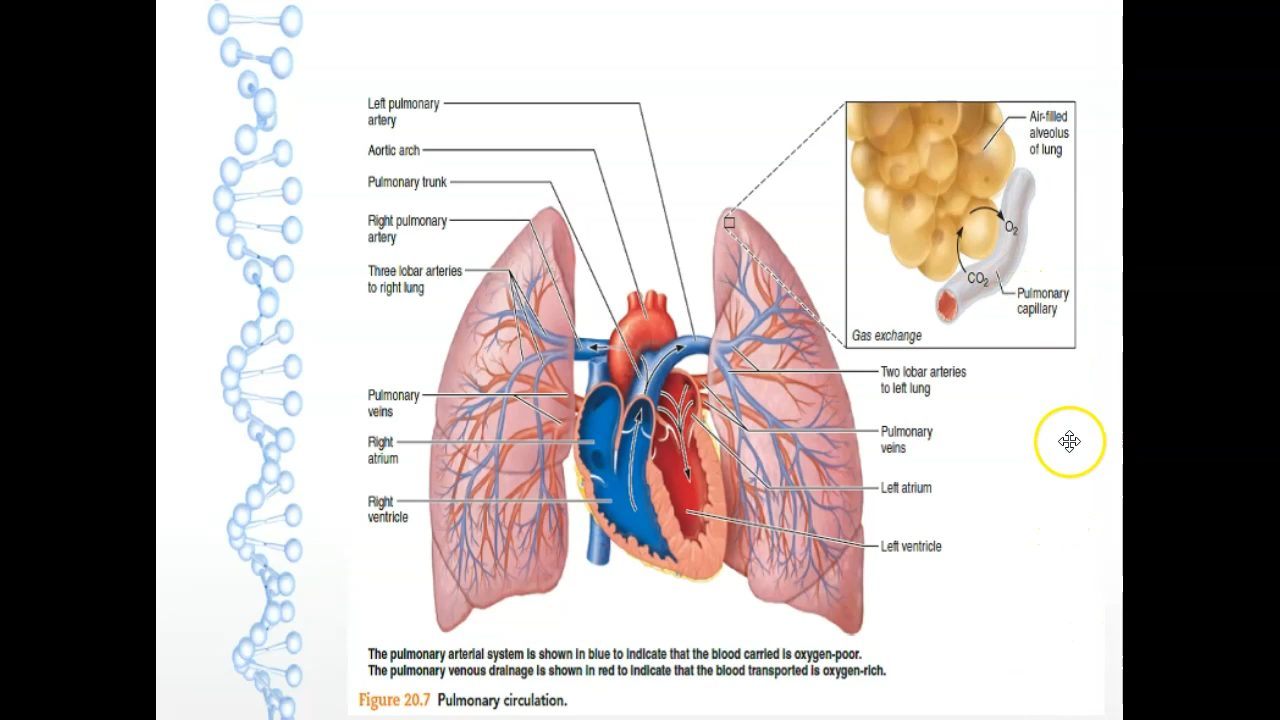 Left pulmonary
artery
Aortic arch
Pulmonary trunk
Right pulmonary
artery
Three lobar arteries
to right lung
Pulmonary
veins
Right
atrium
Right
ventricle
Air-filled
alveolus
of lung
O₂
CO₂
Pulmonary
capillary
Gas exchange
Two lobar arteries
to left lung
Pulmonary
veins
Left atrium
Left ventricle
The pulmonary arterial system is shown in blue to indicate that the blood carried is oxygen-poor.
The pulmonary venous drainage is shown in red to indicate that the blood transported is oxygen-rich.
Figure 20.7 Pulmonary circulation.